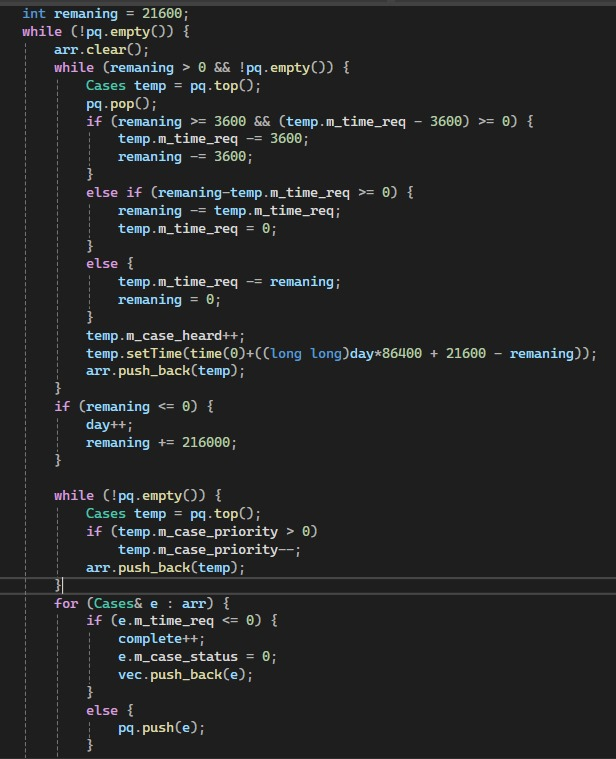 int remaning = 21600;
while (!pq.empty()) {
arr.clear();
while (remaning > 0 && !pq.empty()) {
Cases temp = pq.top();
pq.pop();
if (remaning >= 3600 && (temp.m_time_req - 3600) >= 0) {
temp.m_time_req -= 3600;
remaning -= 3600;
}
else if (remaning-temp.m_time_req >= 0) {
remaning -= temp.m_time_req;
temp.m_time_req = 0;
}
else {
temp.m_time_req -= remaning;
remaning = 0;
}
temp.m_case_heard++;
temp.setTime(time(0)+((long long)day*86400 + 21600 - remaning));
arr.push_back(temp);
}
if (remaning <= 0) {
day++;
remaning += 216000;
}
while (!pq.empty()) {
Cases temp = pq.top();
if (temp.m_case_priority > 0)
temp.m_case_priority--;
arr.push_back(temp);
}
for (Cases& e : arr) {
if (e.m_time_req <= 0) {
complete++;
e.m_case_status = 0;
vec.push_back(e);
}
else {
pq.push(e);
}